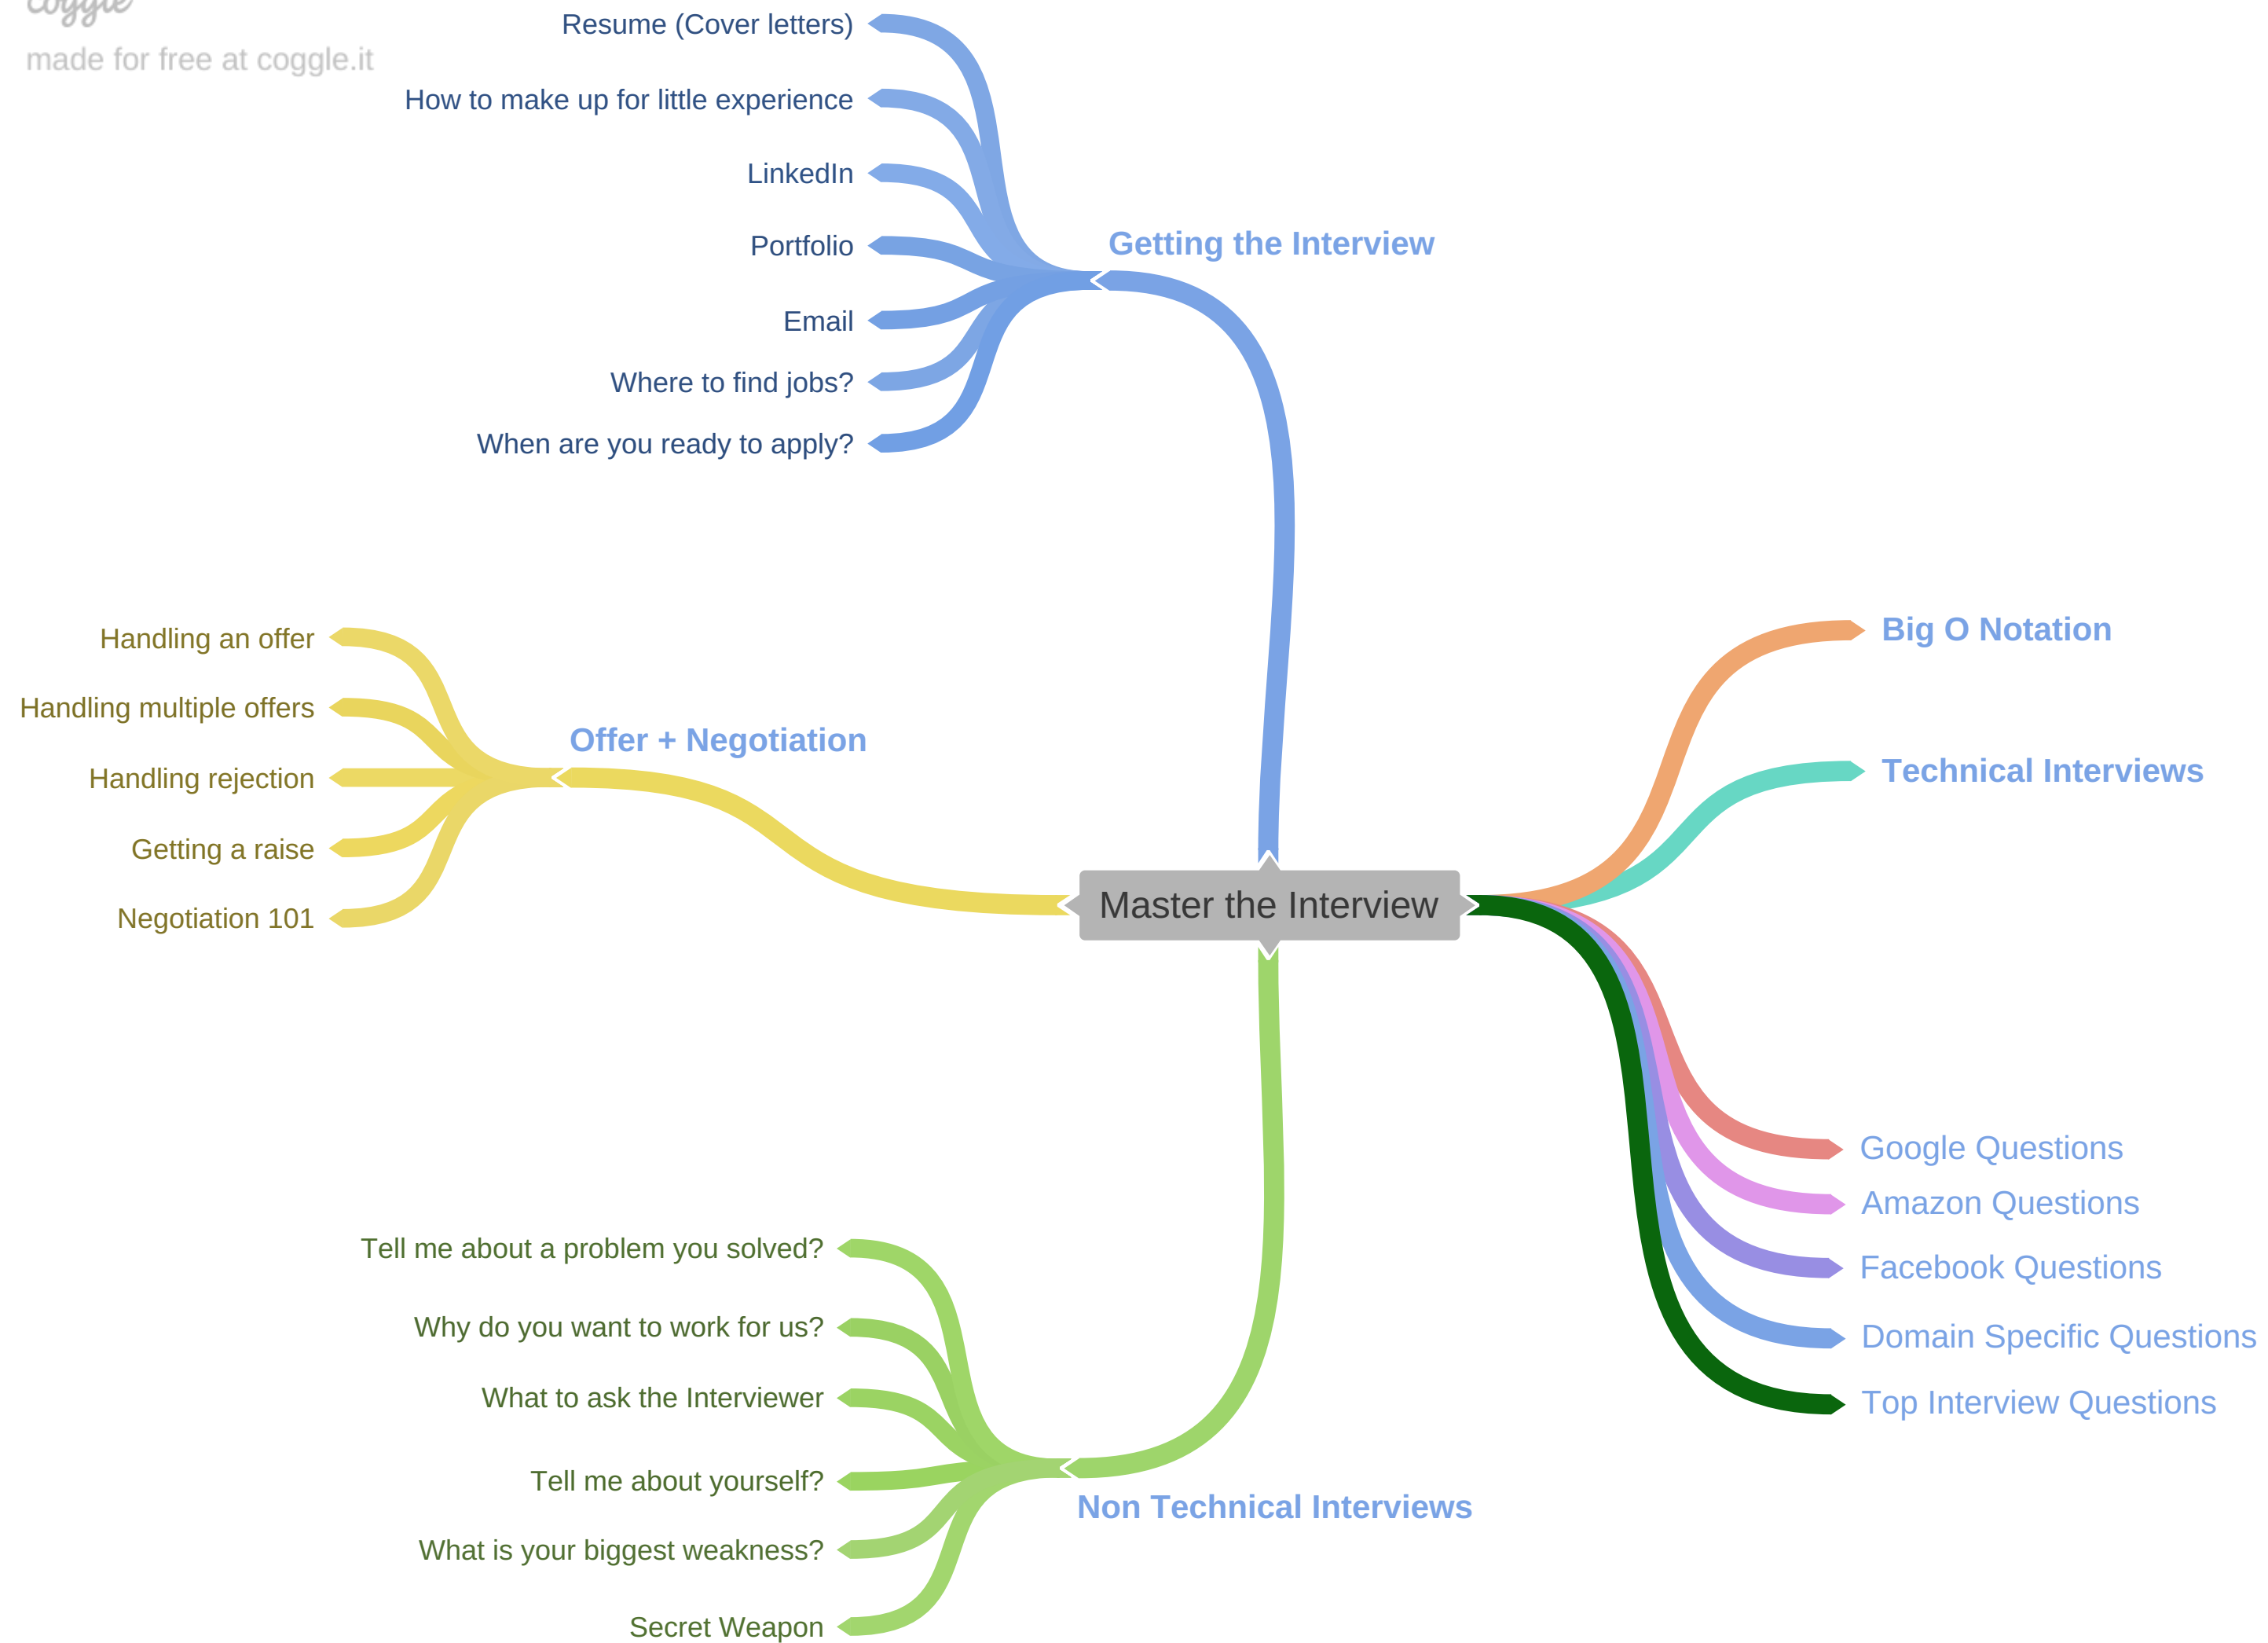 coggle
made for free at coggle.it
Resume (Cover letters)
How to make up for little experience
LinkedIn
Portfolio
Email
Where to find jobs?
When are you ready to apply?
Getting the Interview
Handling an offer
Handling multiple offers
Handling rejection
Getting a raise
Negotiation 101
Offer + Negotiation
Master the Interview
Big O Notation
Technical Interviews
Google Questions
Amazon Questions
Facebook Questions
Domain Specific Questions
Top Interview Questions
Tell me about a problem you solved?
Why do you want to work for us?
What to ask the Interviewer
Tell me about yourself?
What is your biggest weakness?
Secret Weapon
Non Technical Interviews